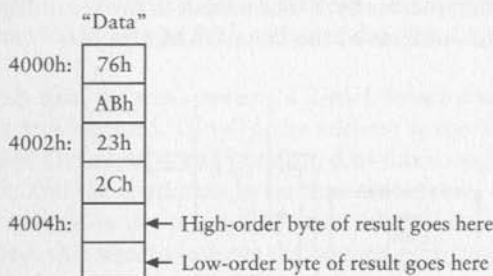 “Data”
4000h: 76h
ABh
4002h: 23h
2Ch
4004h: High-order byte of result goes here
Low-order byte of result goes here